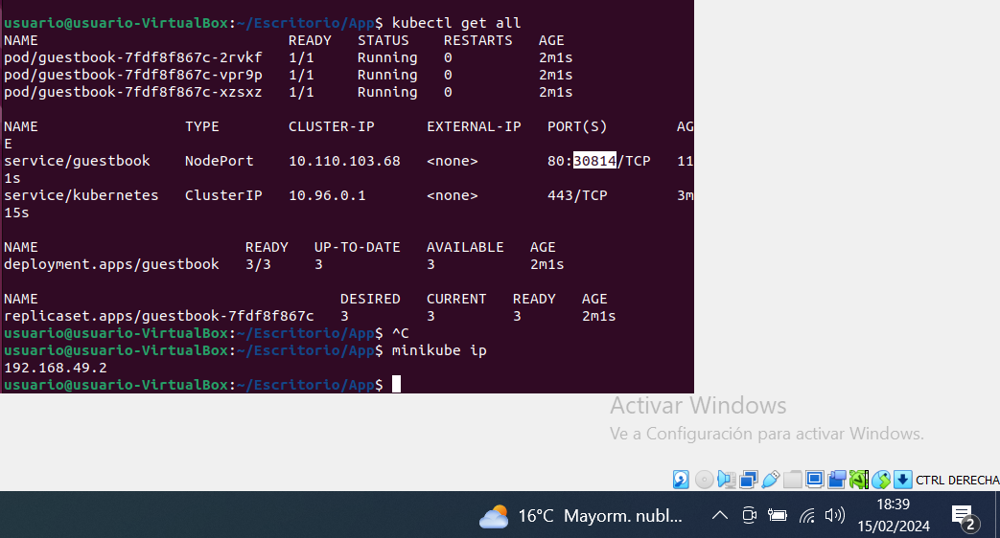 usuario@usuario-VirtualBox:~/Escritorio/App$ kubectl get all
NAME READY STATUS RESTARTS AGE
pod/guestbook-7fdf8f867c-2rvkf 1/1 Running 0 2m1s
pod/guestbook-7fdf8f867c-vpr9p 1/1 Running 0 2m1s
pod/guestbook-7fdf8f867c-xzsxz 1/1 Running 0 2m1s
NAME TYPE CLUSTER-IP EXTERNAL-IP PORT(S) AG
E
service/guestbook NodePort 10.110.103.68 <none> 80:30814/TCP 11
1s
service/kubernetes ClusterIP 10.96.0.1 <none> 443/TCP 3m
15s
NAME READY UP-TO-DATE AVAILABLE AGE
deployment.apps/guestbook 3/3 3 3 2m1s
NAME DESIRED CURRENT READY AGE
replicaset.apps/guestbook-7fdf8f867c 3 3 3 2m1s
usuario@usuario-VirtualBox:~/Escritorio/App$ ^C
usuario@usuario-VirtualBox:~/Escritorio/App$ minikube ip
192.168.49.2
usuario@usuario-VirtualBox:~/Escritorio/App$
Activar Windows
Ve a Configuración para activar Windows.
CTRL DERECHA
16°C Mayorm. nubl...
18:39
15/02/2024
2